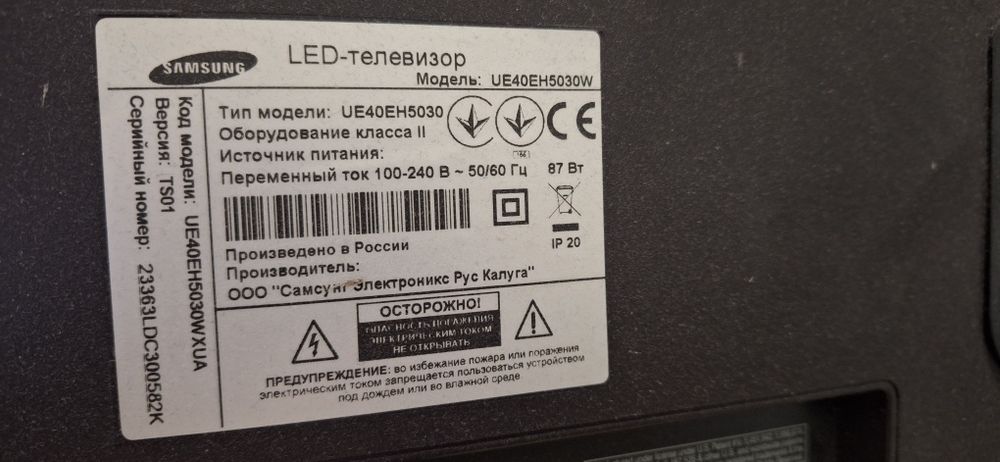 SAMSUNG
LED-телевизор
Модель: UE40EH5030W
Тип модели: UE40EH5030
Оборудование класса II
Источник питания:
Переменный ток 100-240 В ~ 50/60 Гц 87 Вт
IP 20
Произведено в России
Производитель:
ООО "Самсунг Электроникс Рус Калуга"
Код модели: UE40EH5030WXUA
Версия: TS01
Серийный номер: 23363LDC300582K
ОСТОРОЖНО!
ОПАСНОСТЬ ПОРАЖЕНИЯ
ЭЛЕКТРИЧЕСКИМ ТОКОМ
НЕ ОТКРЫВАТЬ
ПРЕДУПРЕЖДЕНИЕ: во избежание пожара или поражения
электрическим током запрещается пользоваться устройством
под дождем или во влажной среде